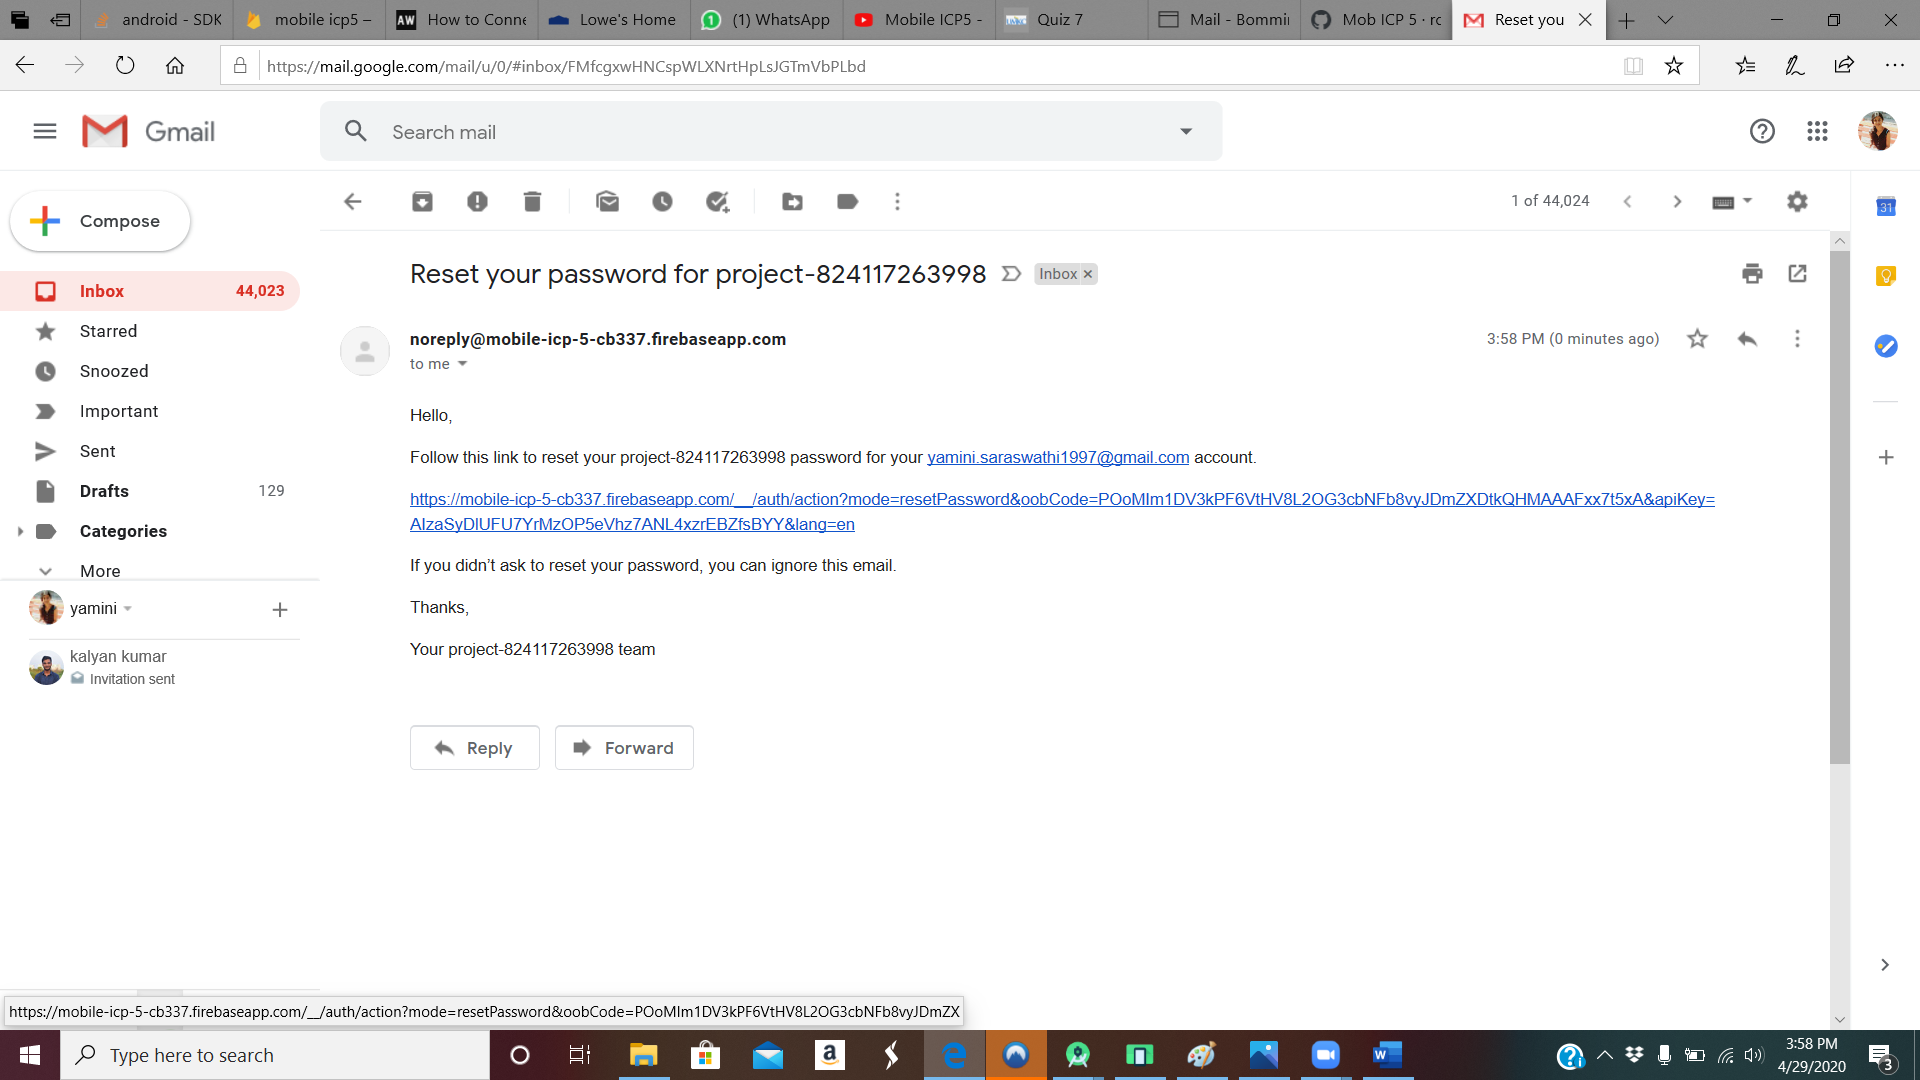 android - SDK
mobile icp5 –
AW How to Conne
Lowe's Home
(1) WhatsApp
Mobile ICP5 -
Quiz 7
Mail - Bommi
Mob ICP 5 · rc
Reset you
https://mail.google.com/mail/u/0/#inbox/FMfcgxwHNCspWLXNrtHpLsJGTmVbPLbd
Gmail
Search mail
Compose
1 of 44,024
31
Inbox 44,023
Starred
Snoozed
Important
Sent
Drafts 129
Categories
More
yamini
kalyan kumar
Invitation sent
Reset your password for project-824117263998
Inbox ×
noreply@mobile-icp-5-cb337.firebaseapp.com
3:58 PM (0 minutes ago)
to me
Hello,
Follow this link to reset your project-824117263998 password for your yamini.saraswathi1997@gmail.com account.
https://mobile-icp-5-cb337.firebaseapp.com/__/auth/action?mode=resetPassword&oobCode=POoMIm1DV3kPF6VtHV8L2OG3cbNFb8vyJDmZXDtkQHMAAAFxx7t5xA&apiKey=
AIzaSyDlUFU7YrMzOP5eVhz7ANL4xzrEBZfsBYY&lang=en
If you didn’t ask to reset your password, you can ignore this email.
Thanks,
Your project-824117263998 team
Reply
Forward
https://mobile-icp-5-cb337.firebaseapp.com/__/auth/action?mode=resetPassword&oobCode=POoMIm1DV3kPF6VtHV8L2OG3cbNFb8vyJDmZX
Type here to search
3:58 PM
4/29/2020
3